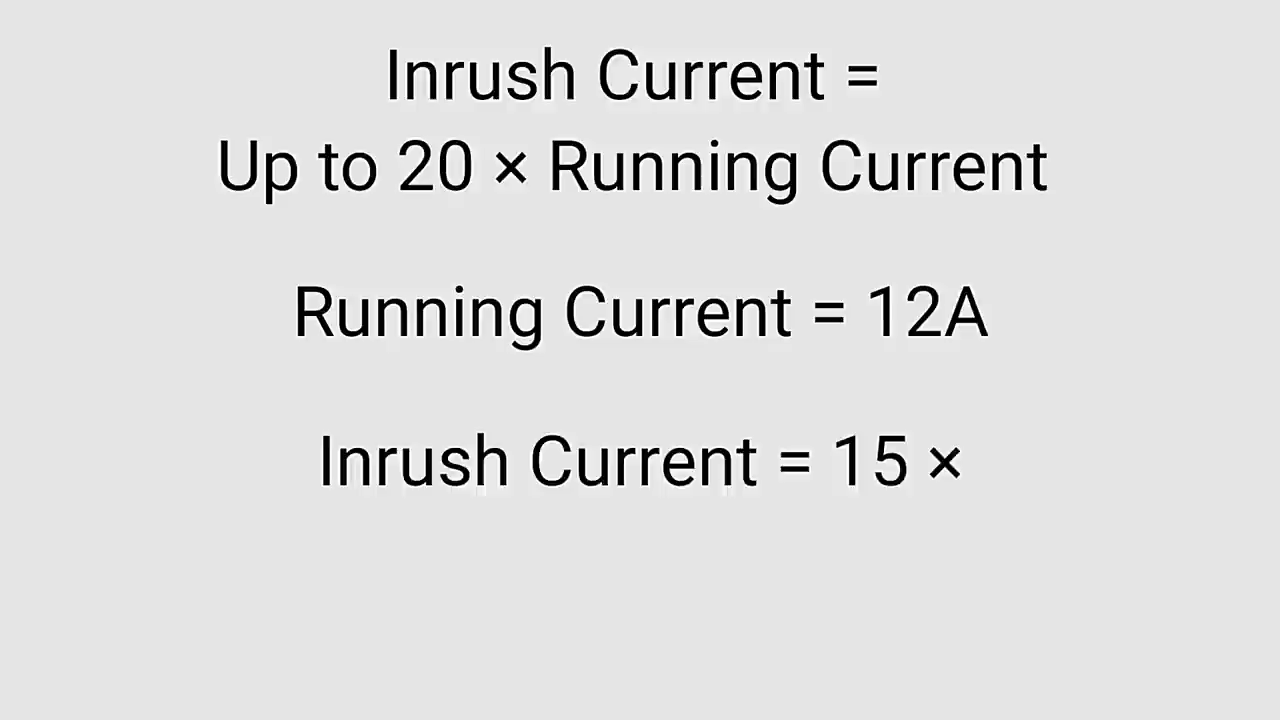 Inrush Current =
Up to 20 × Running Current
Running Current = 12A
Inrush Current = 15 ×